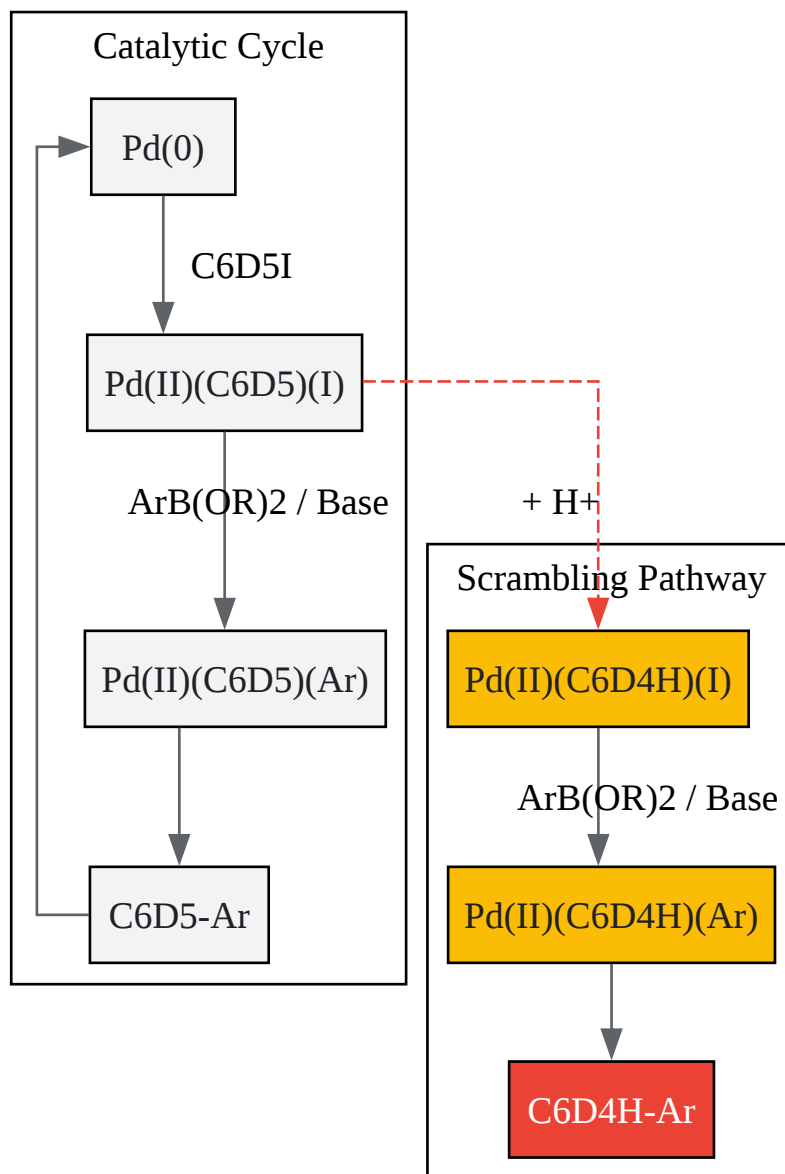 Catalytic Cycle
Pd(0)
C6D5I
Pd(II)(C6D5)(I)
ArB(OR)2 / Base
Pd(II)(C6D5)(Ar)
C6D5-Ar
+ H+
Scrambling Pathway
Pd(II)(C6D4H)(I)
ArB(OR)2 / Base
Pd(II)(C6D4H)(Ar)
C6D4H-Ar